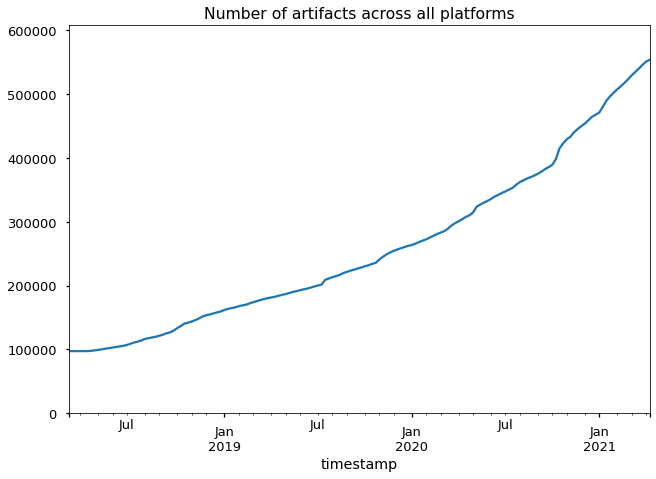 Number of artifacts across all platforms
600000
500000
400000
300000
200000
100000
0
Jul
Jan
2019
Jul
Jan
2020
Jul
Jan
2021
timestamp